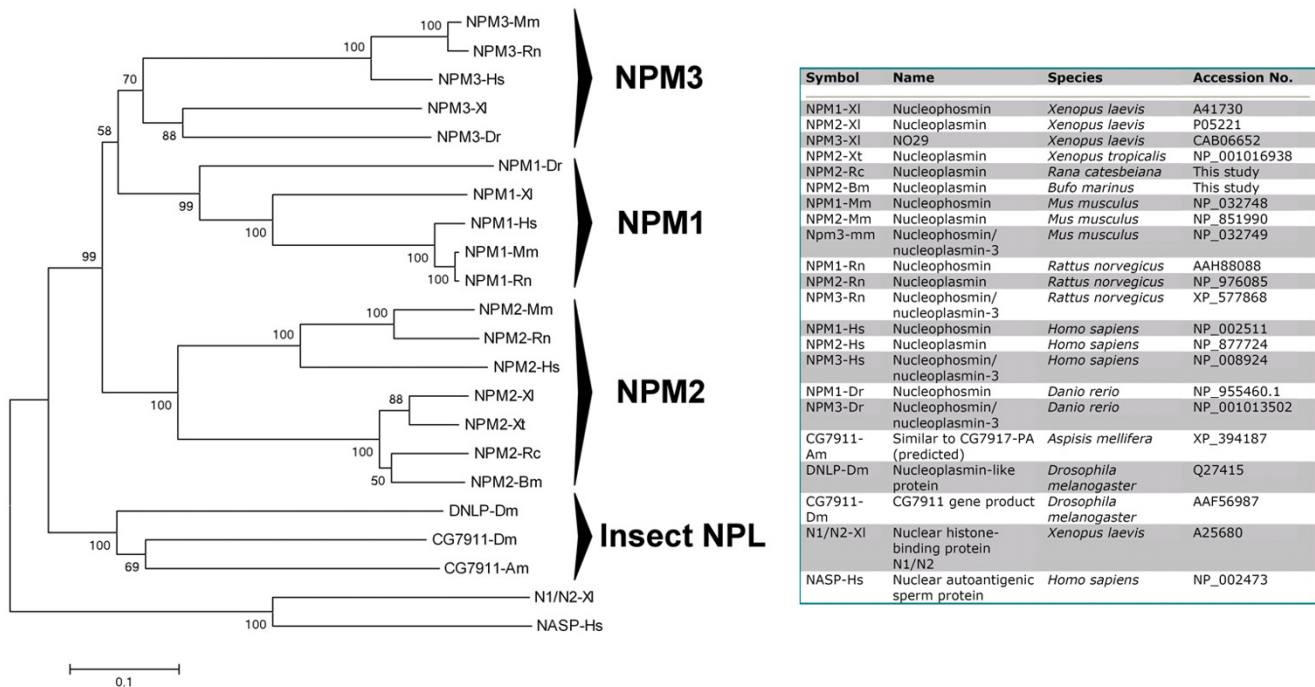 NPM3-Mm
100
NPM3-Rn
100
NPM3-Hs
70
NPM3-Xl
88
NPM3-Dr
58
NPM3
NPM1-Dr
99
NPM1-Xl
100
NPM1-Hs
NPM1-Mm
100
100
NPM1-Rn
NPM1
99
NPM2-Mm
100
NPM2-Rn
100
NPM2-Hs
100
NPM2-Xl
88
NPM2-Xt
100
NPM2-Rc
50
NPM2-Bm
NPM2
DNLP-Dm
100
CG7911-Dm
69
CG7911-Am
Insect NPL
N1/N2-Xl
100
NASP-Hs
0.1
Symbol Name Species Accession No.
NPM1-Xl Nucleophosmin Xenopus laevis A41730
NPM2-Xl Nucleoplasmin Xenopus laevis P05221
NPM3-Xl NO29 Xenopus laevis CAB06652
NPM2-Xt Nucleoplasmin Xenopus tropicalis NP_001016938
NPM2-Rc Nucleoplasmin Rana catesbeiana This study
NPM2-Bm Nucleoplasmin Bufo marinus This study
NPM1-Mm Nucleophosmin Mus musculus NP_032748
NPM2-Mm Nucleoplasmin Mus musculus NP_851990
Npm3-mm Nucleophosmin/ Mus musculus NP_032749
nucleoplasmin-3
NPM1-Rn Nucleophosmin Rattus norvegicus AAH88088
NPM2-Rn Nucleoplasmin Rattus norvegicus NP_976085
NPM3-Rn Nucleophosmin/ Rattus norvegicus XP_577868
nucleoplasmin-3
NPM1-Hs Nucleophosmin Homo sapiens NP_002511
NPM2-Hs Nucleoplasmin Homo sapiens NP_877724
NPM3-Hs Nucleophosmin/ Homo sapiens NP_008924
nucleoplasmin-3
NPM1-Dr Nucleophosmin Danio rerio NP_955460.1
NPM3-Dr Nucleophosmin/ Danio rerio NP_001013502
nucleoplasmin-3
CG7911- Similar to CG7917-PA Aspisis mellifera XP_394187
Am (predicted)
DNLP-Dm Nucleoplasmin-like Drosophila Q27415
protein melanogaster
CG7911- CG7911 gene product Drosophila AAF56987
Dm melanogaster
N1/N2-Xl Nuclear histone- Xenopus laevis A25680
binding protein
N1/N2
NASP-Hs Nuclear autoantigenic Homo sapiens NP_002473
sperm protein